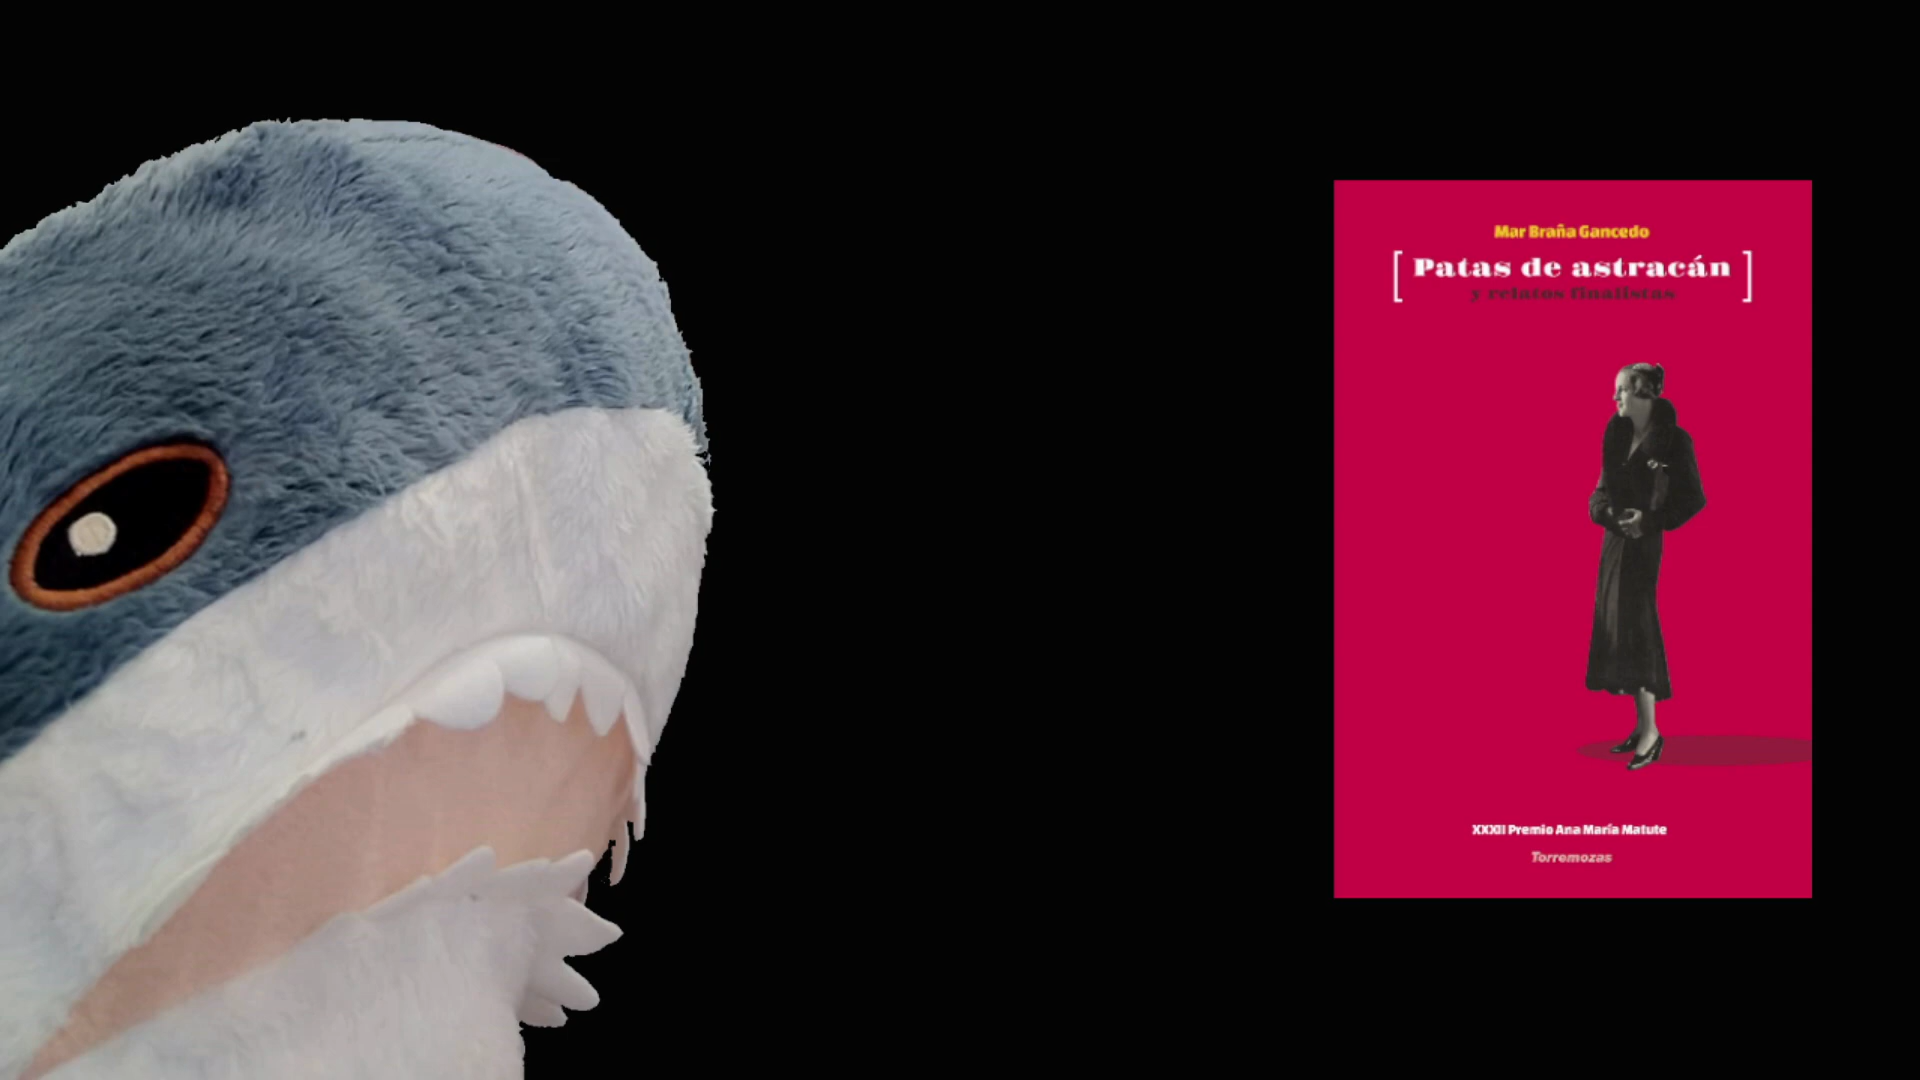 Mar Braña Gancedo
[Patas de astracán]
y relatos finalistas
XXXII Premio Ana María Matute
Torremozas